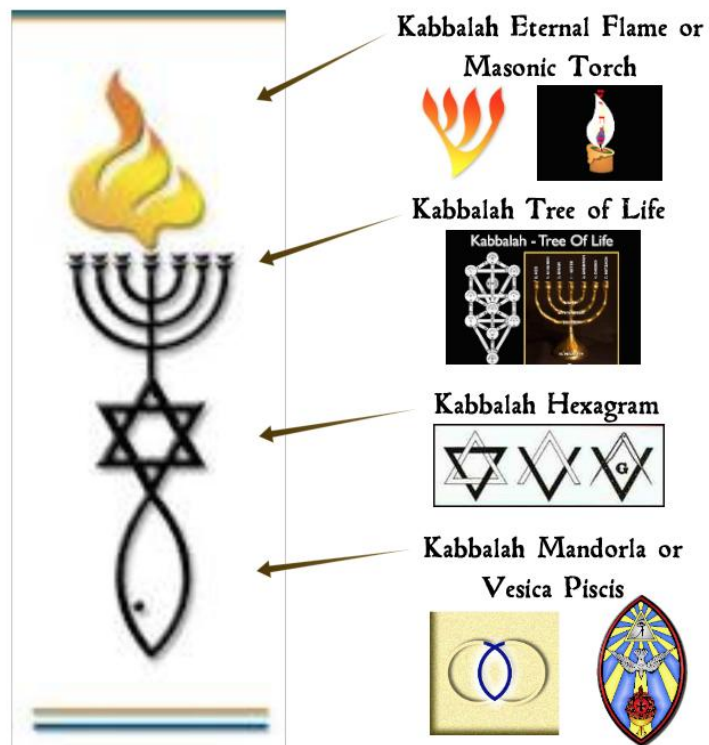 Kabbalah Eternal Flame or
Masonic Torch
Kabbalah Tree of Life
Kabbalah - Tree Of Life
Kabbalah Hexagram
G
Kabbalah Mandorla or
Vesica Piscis